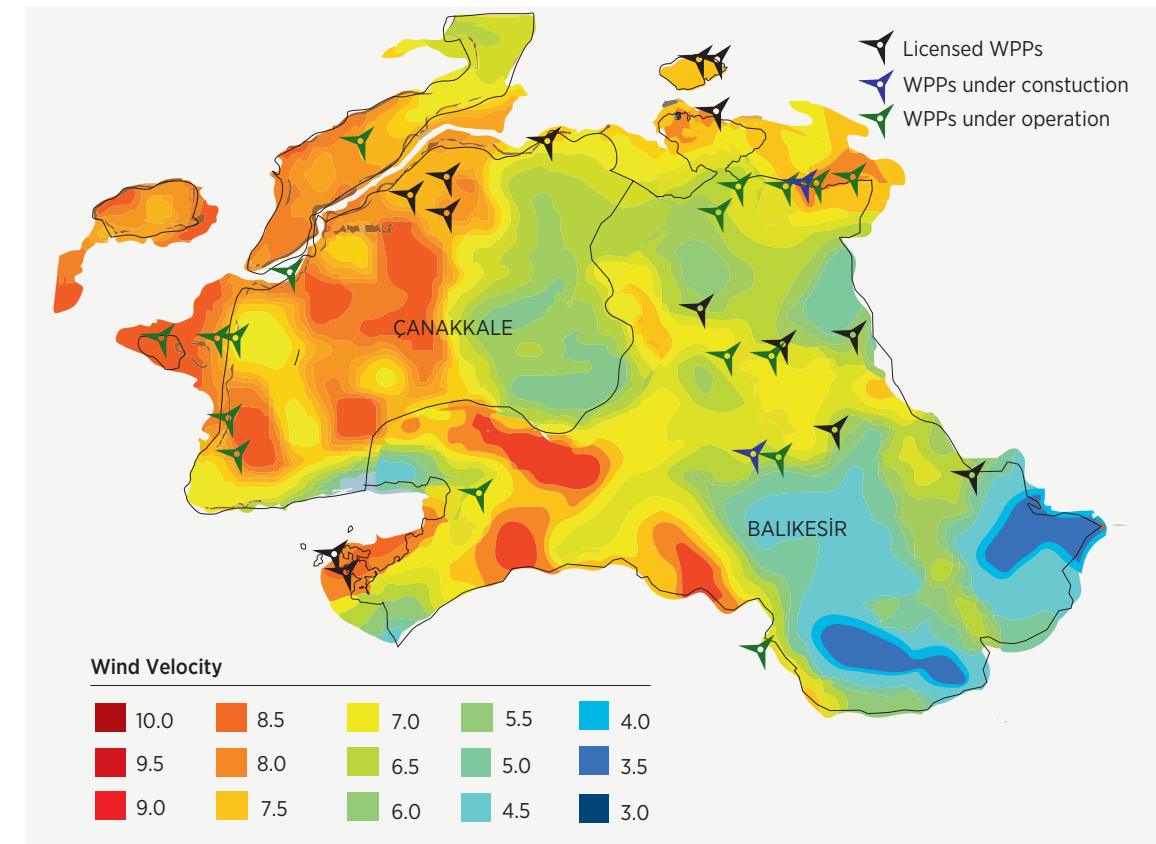 Licensed WPPs
WPPs under constuction
WPPs under operation
ÇANAKKALE
BALIKESİR
Wind Velocity
10.0 8.5 7.0 5.5 4.0
9.5 8.0 6.5 5.0 3.5
9.0 7.5 6.0 4.5 3.0